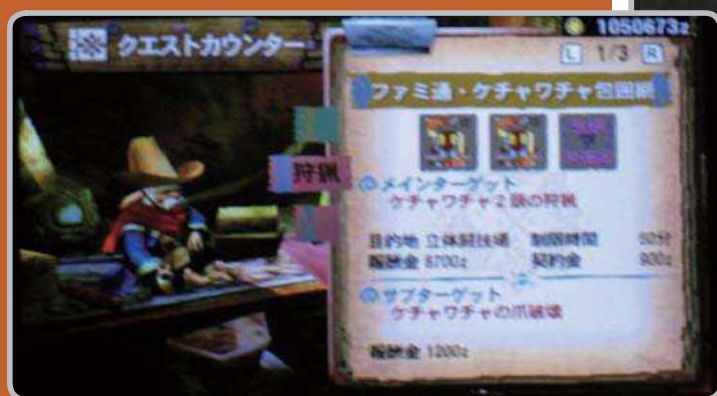 クエストカウンター
1050673z
L 1/3 R
ファミ通・ケチャワチャ包囲網
狩猟
メインターゲット
ケチャワチャ2頭の狩猟
目的地 立体闘技場 制限時間 50分
報酬金 8700z 契約金 900z
サブターゲット
ケチャワチャの爪破壊
報酬金 1200z